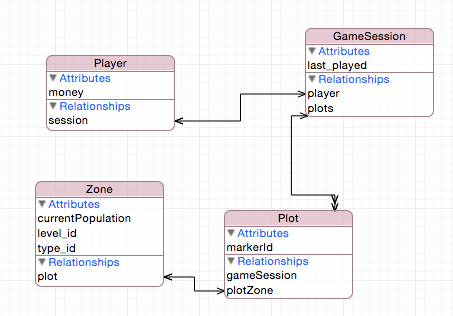 GameSession
Attributes
last_played
Relationships
player
plots
Player
Attributes
money
Relationships
session
Zone
Attributes
currentPopulation
level_id
type_id
Relationships
plot
Plot
Attributes
markerId
Relationships
gameSession
plotZone